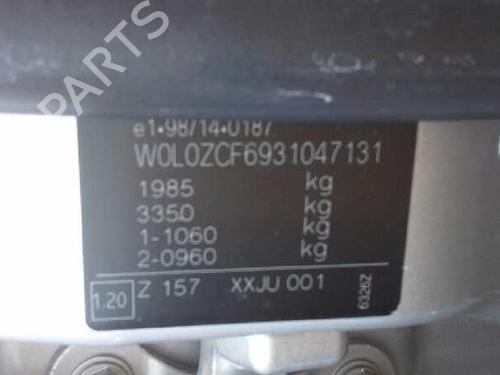 B PARTS
e1*98/14*0187
W0L0ZCF6931047131
1985 kg
3350 kg
1-1060 kg
2-0960 kg
1.20 Z 157 XXJU 001
6326Z